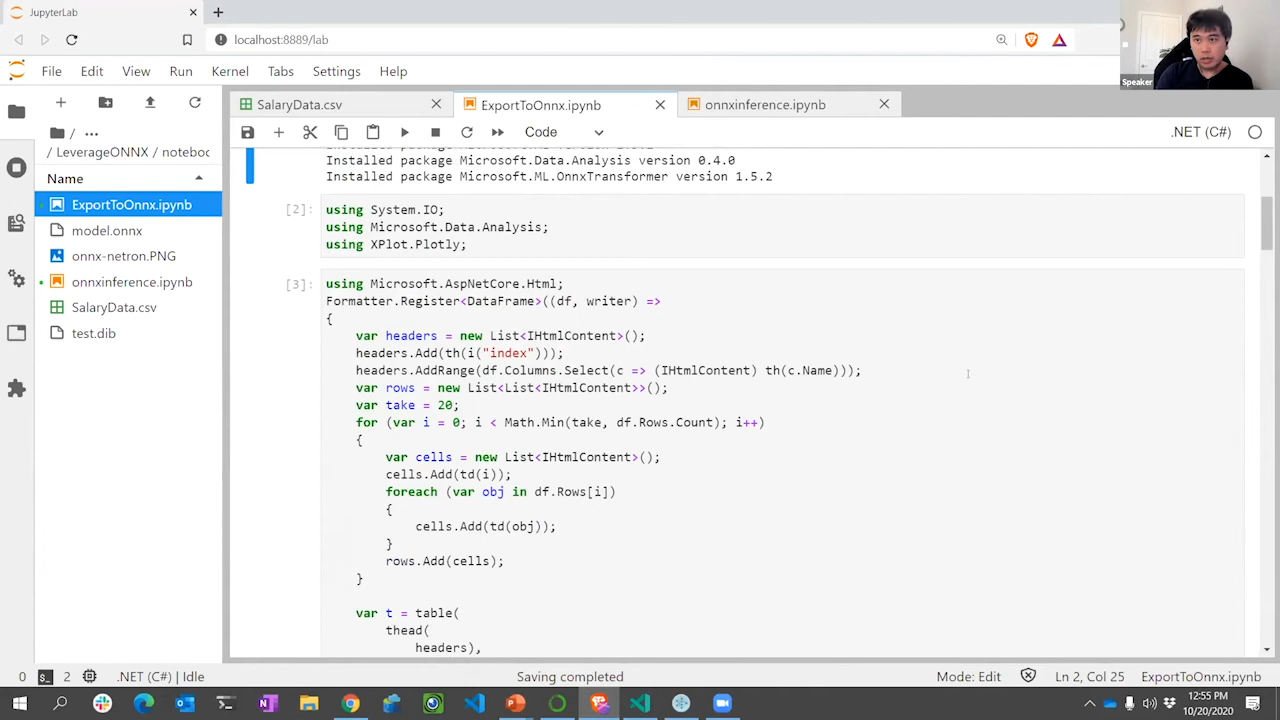 JupyterLab
localhost:8889/lab
Speaker
File Edit View Run Kernel Tabs Settings Help
SalaryData.csv
ExportToOnnx.ipynb
onnxinference.ipynb
Code
.NET (C#)
/ ...
/ LeverageONNX / noteboo
Name
ExportToOnnx.ipynb
model.onnx
onnx-netron.PNG
onnxinference.ipynb
SalaryData.csv
test.dib
Installed package Microsoft.Data.Analysis version 0.4.0
Installed package Microsoft.ML.OnnxTransformer version 1.5.2
[2]:
using System.IO;
using Microsoft.Data.Analysis;
using XPlot.Plotly;
[3]:
using Microsoft.AspNetCore.Html;
Formatter.Register<DataFrame>((df, writer) =>
{
var headers = new List<IHtmlContent>();
headers.Add(th(i("index")));
headers.AddRange(df.Columns.Select(c => (IHtmlContent) th(c.Name)));
var rows = new List<List<IHtmlContent>>();
var take = 20;
for (var i = 0; i < Math.Min(take, df.Rows.Count); i++)
{
var cells = new List<IHtmlContent>();
cells.Add(td(i));
foreach (var obj in df.Rows[i])
{
cells.Add(td(obj));
}
rows.Add(cells);
}
var t = table(
thead(
headers),
0 2 .NET (C#) | Idle
Saving completed
Mode: Edit
Ln 2, Col 25
ExportToOnnx.ipynb
12:55 PM
10/20/2020